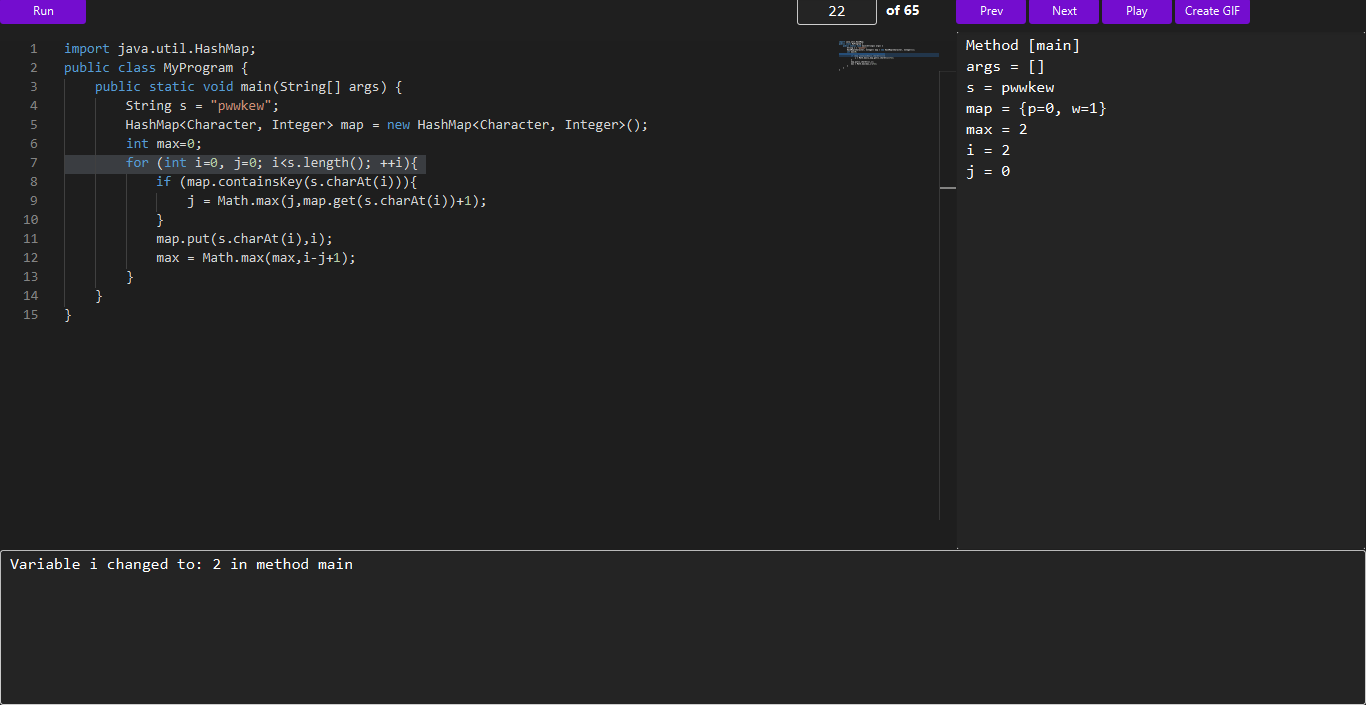 Run 22 of 65 Prev Next Play Create GIF
1 import java.util.HashMap;
2 public class MyProgram {
3 public static void main(String[] args) {
4 String s = "pwwkew";
5 HashMap<Character, Integer> map = new HashMap<Character, Integer>();
6 int max=0;
7 for (int i=0, j=0; i<s.length(); ++i){
8 if (map.containsKey(s.charAt(i))){
9 j = Math.max(j,map.get(s.charAt(i))+1);
10 }
11 map.put(s.charAt(i),i);
12 max = Math.max(max,i-j+1);
13 }
14 }
15 }
Method [main]
args = []
s = pwwkew
map = {p=0, w=1}
max = 2
i = 2
j = 0
Variable i changed to: 2 in method main